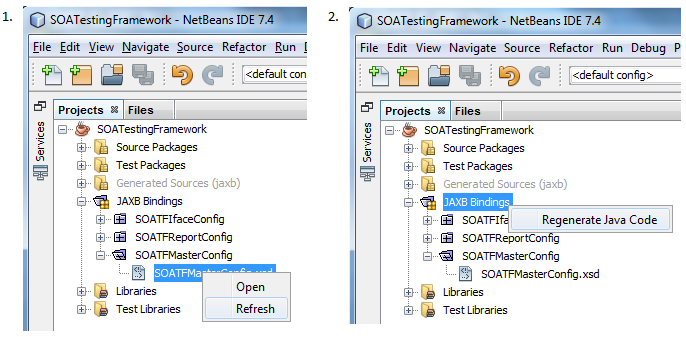 1.
SOATestingFramework - NetBeans IDE 7.4
File Edit View Navigate Source Refactor Run
<default con
Projects Files
Services
SOATestingFramework
Source Packages
Test Packages
Generated Sources (jaxb)
JAXB Bindings
SOATFIfaceConfig
SOATFReportConfig
SOATFMasterConfig
SOATFMasterConfig.xsd
Open
Refresh
Libraries
Test Libraries
2.
SOATestingFramework - NetBeans IDE 7.4
File Edit View Navigate Source Refactor Run Debug P
<default config>
Projects Files
Services
SOATestingFramework
Source Packages
Test Packages
Generated Sources (jaxb)
JAXB Bindings
Regenerate Java Code
SOATFIfa
SOATFReportConfig
SOATFMasterConfig
SOATFMasterConfig.xsd
Libraries
Test Libraries